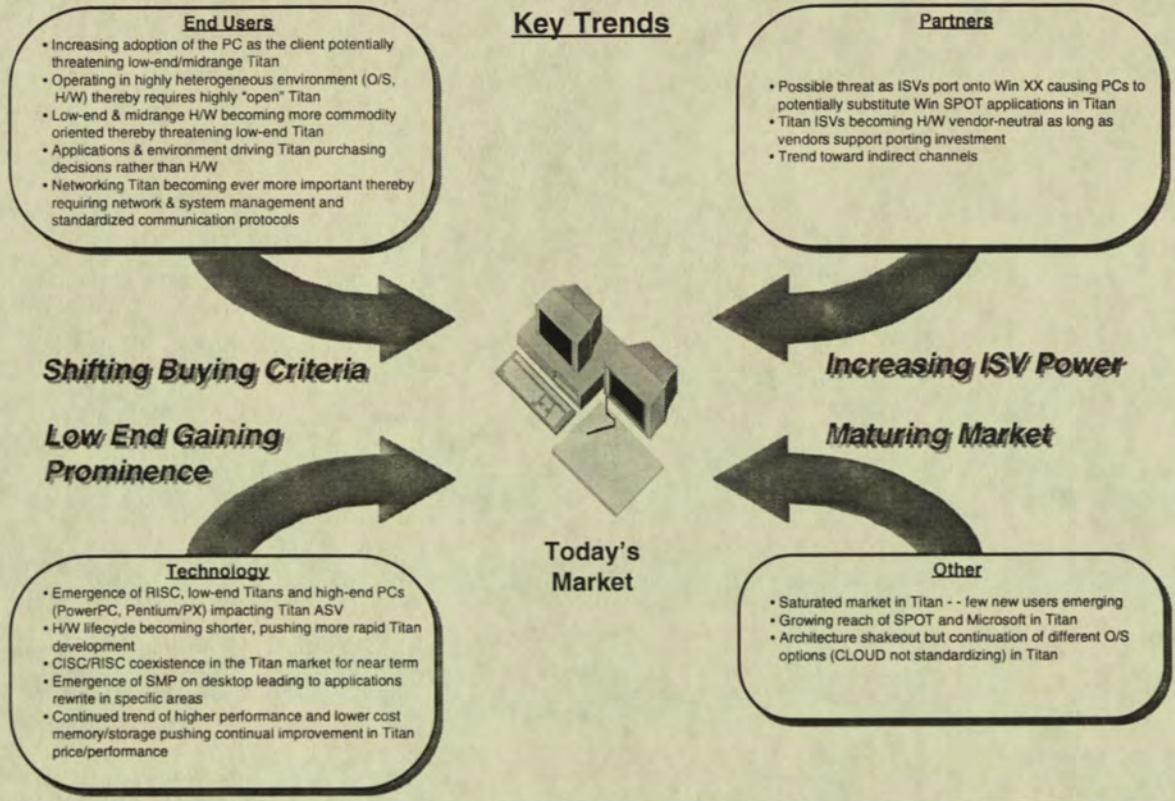 Key Trends
End Users
• Increasing adoption of the PC as the client potentially
threatening low-end/midrange Titan
• Operating in highly heterogeneous environment (O/S,
H/W) thereby requires highly "open" Titan
• Low-end & midrange H/W becoming more commodity
oriented thereby threatening low-end Titan
• Applications & environment driving Titan purchasing
decisions rather than H/W
• Networking Titan becoming ever more important thereby
requiring network & system management and
standardized communication protocols
Partners
• Possible threat as ISVs port onto Win XX causing PCs to
potentially substitute Win SPOT applications in Titan
• Titan ISVs becoming H/W vendor-neutral as long as
vendors support porting investment
• Trend toward indirect channels
Shifting Buying Criteria
Low End Gaining
Prominence
Increasing ISV Power
Maturing Market
Today's
Market
Technology
• Emergence of RISC, low-end Titans and high-end PCs
(PowerPC, Pentium/PX) impacting Titan ASV
• H/W lifecycle becoming shorter, pushing more rapid Titan
development
• CISC/RISC coexistence in the Titan market for near term
• Emergence of SMP on desktop leading to applications
rewrite in specific areas
• Continued trend of higher performance and lower cost
memory/storage pushing continual improvement in Titan
price/performance
Other
• Saturated market in Titan - - few new users emerging
• Growing reach of SPOT and Microsoft in Titan
• Architecture shakeout but continuation of different O/S
options (CLOUD not standardizing) in Titan